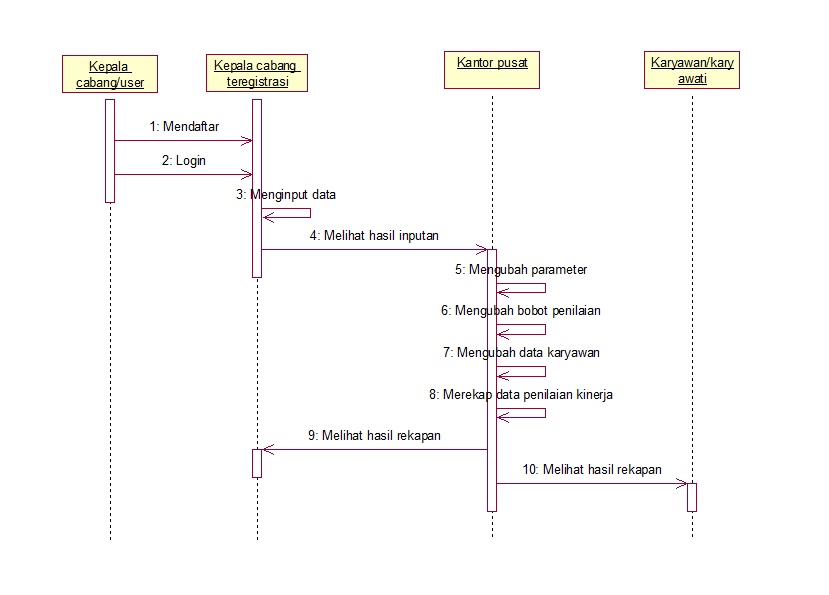 Kepala
cabang/user
Kepala cabang
teregistrasi
Kantor pusat
Karyawan/kary
awati
1: Mendaftar
2: Login
3: Menginput data
4: Melihat hasil inputan
5: Mengubah parameter
6: Mengubah bobot penilaian
7: Mengubah data karyawan
8: Merekap data penilaian kinerja
9: Melihat hasil rekapan
10: Melihat hasil rekapan